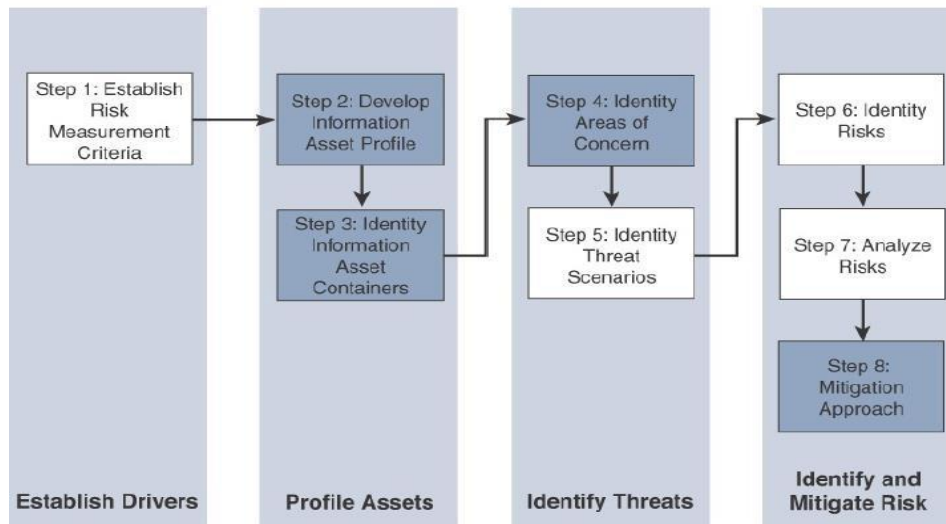 Step 1: Establish
Risk
Measurement
Criteria
Step 2: Develop
Information
Asset Profile
Step 3: Identity
Information
Asset
Containers
Step 4: Identity
Areas of
Concern
Step 5: Identity
Threat
Scenarios
Step 6: Identity
Risks
Step 7: Analyze
Risks
Step 8:
Mitigation
Approach
Establish Drivers
Profile Assets
Identify Threats
Identify and
Mitigate Risk